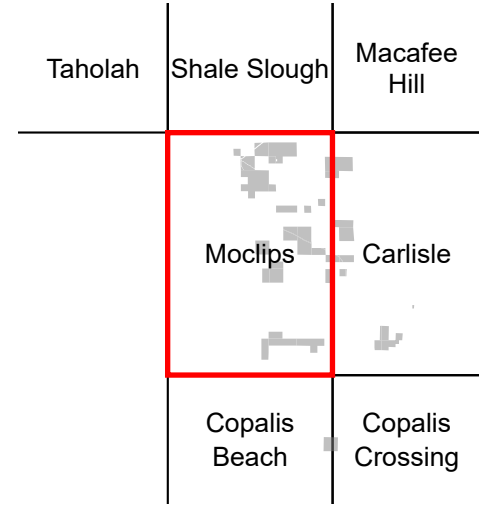 Taholah
Shale Slough
Macafee
Hill
Moclips
Carlisle
Copalis
Beach
Copalis
Crossing